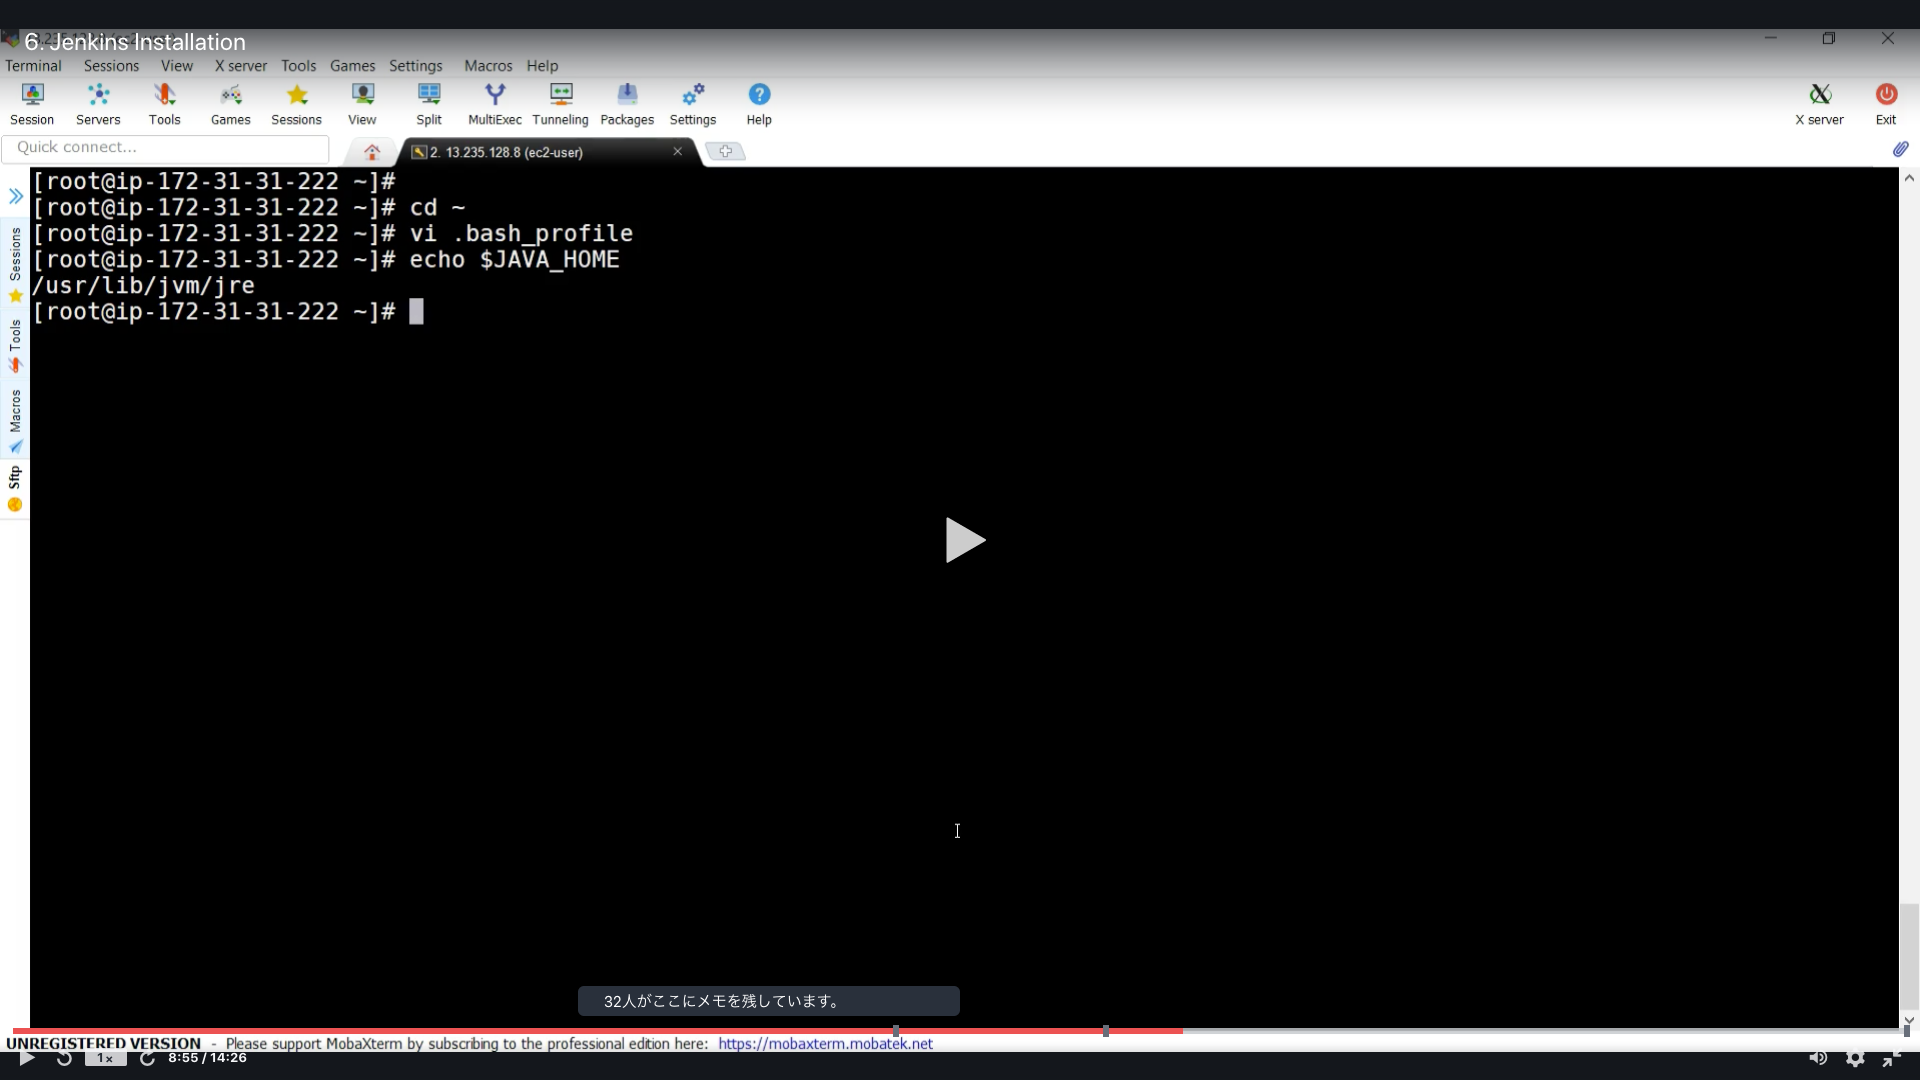 6. Jenkins Installation
Terminal Sessions View X server Tools Games Settings Macros Help
Session Servers Tools Games Sessions View Split MultiExec Tunneling Packages Settings Help X server Exit
Quick connect...
2. 13.235.128.8 (ec2-user)
[root@ip-172-31-31-222 ~]#
[root@ip-172-31-31-222 ~]# cd ~
[root@ip-172-31-31-222 ~]# vi .bash_profile
[root@ip-172-31-31-222 ~]# echo $JAVA_HOME
/usr/lib/jvm/jre
[root@ip-172-31-31-222 ~]#
Sessions
Tools
Macros
Sftp
32人がここにメモを残しています。
UNREGISTERED VERSION - Please support MobaXterm by subscribing to the professional edition here: https://mobaxterm.mobatek.net
1x 8:55 / 14:26